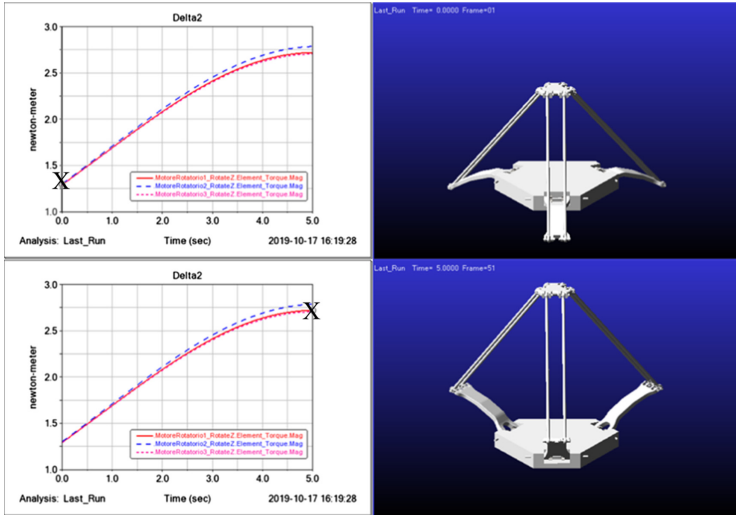 Delta2
newton-meter
3.0
2.5
2.0
1.5
1.0
X
.MotoreRotatorio1_RotateZ.Element_Torque.Mag
.MotoreRotatorio2_RotateZ.Element_Torque.Mag
.MotoreRotatorio3_RotateZ.Element_Torque.Mag
0.0 1.0 2.0 3.0 4.0 5.0
Analysis: Last_Run Time (sec) 2019-10-17 16:19:28
Last_Run Time= 0.0000 Frame=01
Delta2
newton-meter
3.0
2.5
2.0
1.5
1.0
X
.MotoreRotatorio1_RotateZ.Element_Torque.Mag
.MotoreRotatorio2_RotateZ.Element_Torque.Mag
.MotoreRotatorio3_RotateZ.Element_Torque.Mag
0.0 1.0 2.0 3.0 4.0 5.0
Analysis: Last_Run Time (sec) 2019-10-17 16:19:28
Last_Run Time= 5.0000 Frame=51